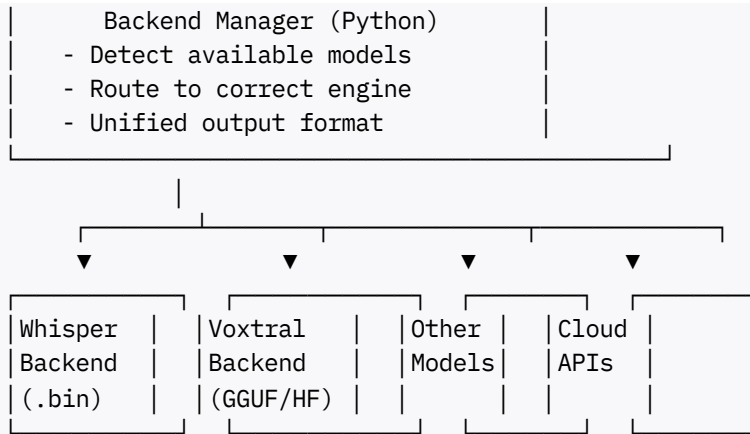 Backend Manager (Python)
- Detect available models
- Route to correct engine
- Unified output format
Whisper Voxtral Other Cloud
Backend Backend Models APIs
(.bin) (GGUF/HF)